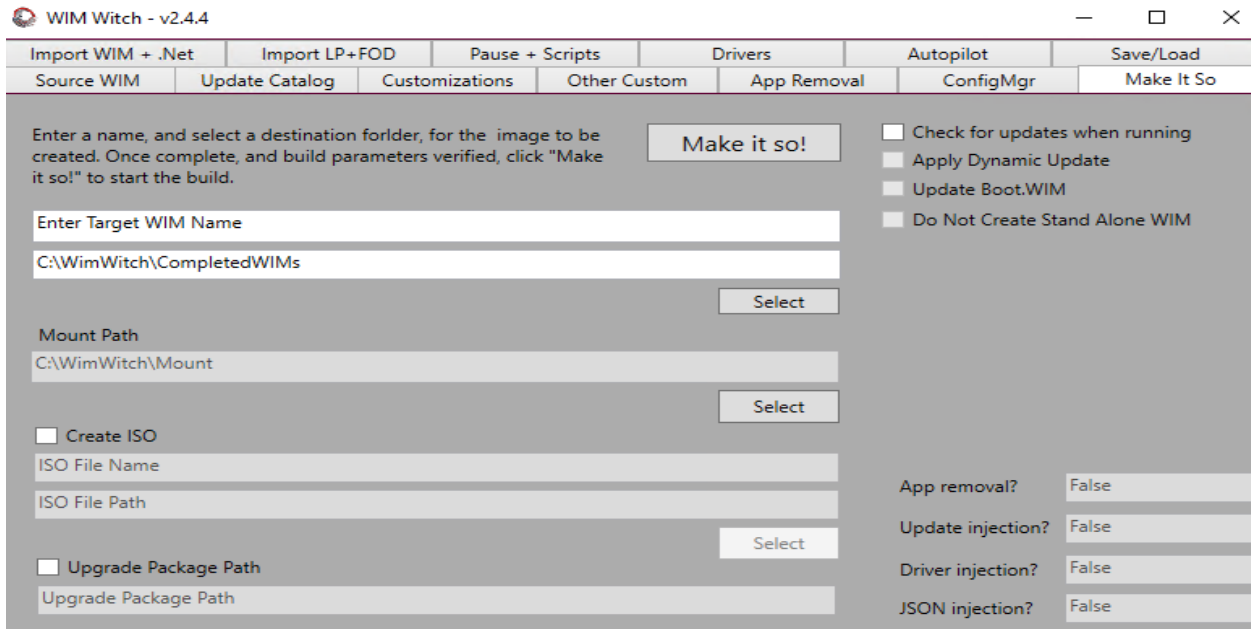 WIM Witch - v2.4.4
Import WIM + .Net Import LP+FOD Pause + Scripts Drivers Autopilot Save/Load
Source WIM Update Catalog Customizations Other Custom App Removal ConfigMgr Make It So
Enter a name, and select a destination forlder, for the image to be
created. Once complete, and build parameters verified, click "Make
it so!" to start the build.
Make it so!
Check for updates when running
Apply Dynamic Update
Update Boot.WIM
Do Not Create Stand Alone WIM
Enter Target WIM Name
C:\WimWitch\CompletedWIMs
Select
Mount Path
C:\WimWitch\Mount
Select
Create ISO
ISO File Name
ISO File Path
Select
Upgrade Package Path
Upgrade Package Path
App removal? False
Update injection? False
Driver injection? False
JSON injection? False